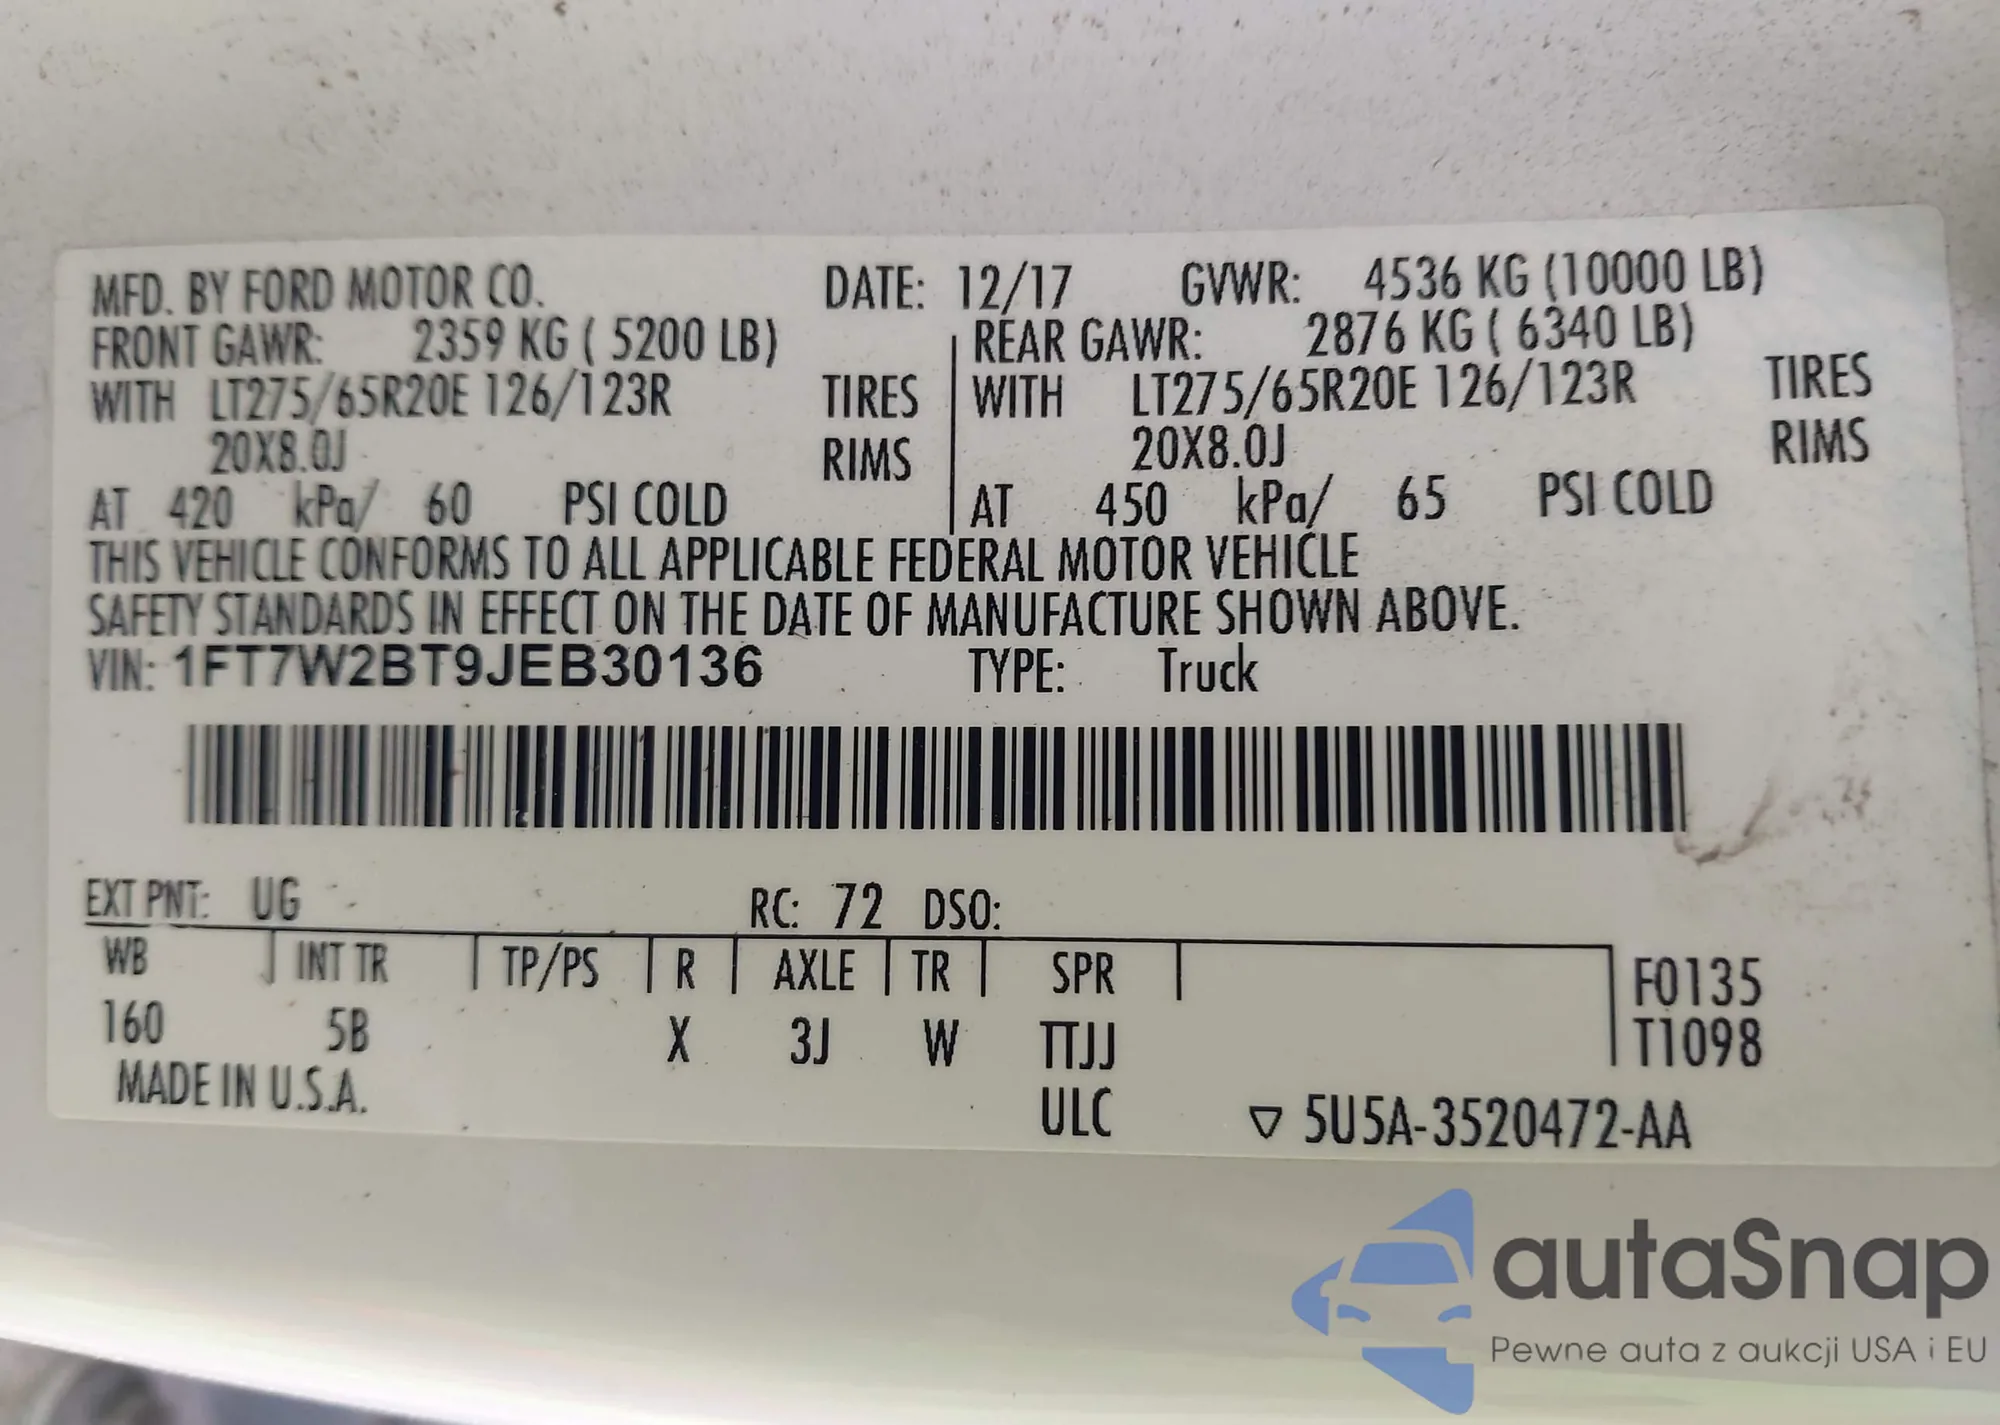 MFD. BY FORD MOTOR CO. DATE: 12/17 GVWR: 4536 KG (10000 LB)
FRONT GAWR: 2359 KG ( 5200 LB) REAR GAWR: 2876 KG ( 6340 LB)
WITH LT275/65R20E 126/123R TIRES WITH LT275/65R20E 126/123R TIRES
20X8.0J RIMS 20X8.0J RIMS
AT 420 kPa/ 60 PSI COLD AT 450 kPa/ 65 PSI COLD
THIS VEHICLE CONFORMS TO ALL APPLICABLE FEDERAL MOTOR VEHICLE
SAFETY STANDARDS IN EFFECT ON THE DATE OF MANUFACTURE SHOWN ABOVE.
VIN: 1FT7W2BT9JEB30136 TYPE: Truck
EXT PNT: UG RC: 72 DSO:
WB INT TR TP/PS R AXLE TR SPR F0135
160 5B X 3J W TTJJ T1098
MADE IN U.S.A. ULC ▽ 5U5A-3520472-AA
autaSnap
Pewne auta z aukcji USA i EU